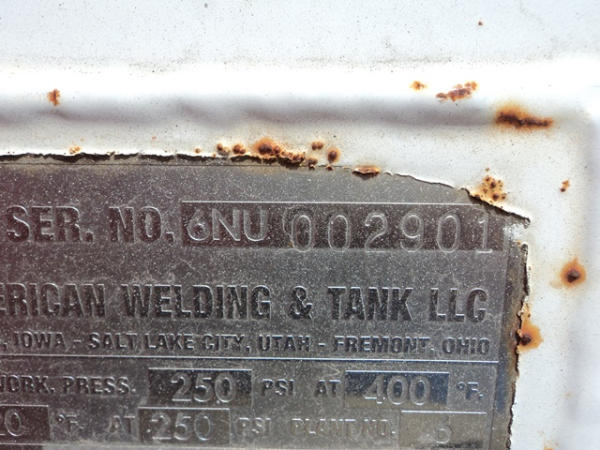 SER. NO. 6NU 002901
ERICAN WELDING & TANK LLC
, IOWA - SALT LAKE CITY, UTAH - FREMONT, OHIO
WORK. PRESS. 250 PSI AT 400 °F.
20 °F. AT 250 PSI PLANT NO.